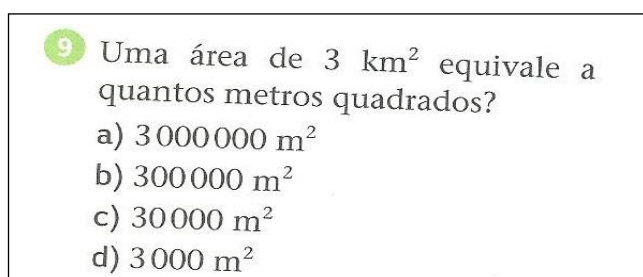 9 Uma área de 3 km² equivale a
quantos metros quadrados?
a) 3 000 000 m²
b) 300 000 m²
c) 30 000 m²
d) 3 000 m²